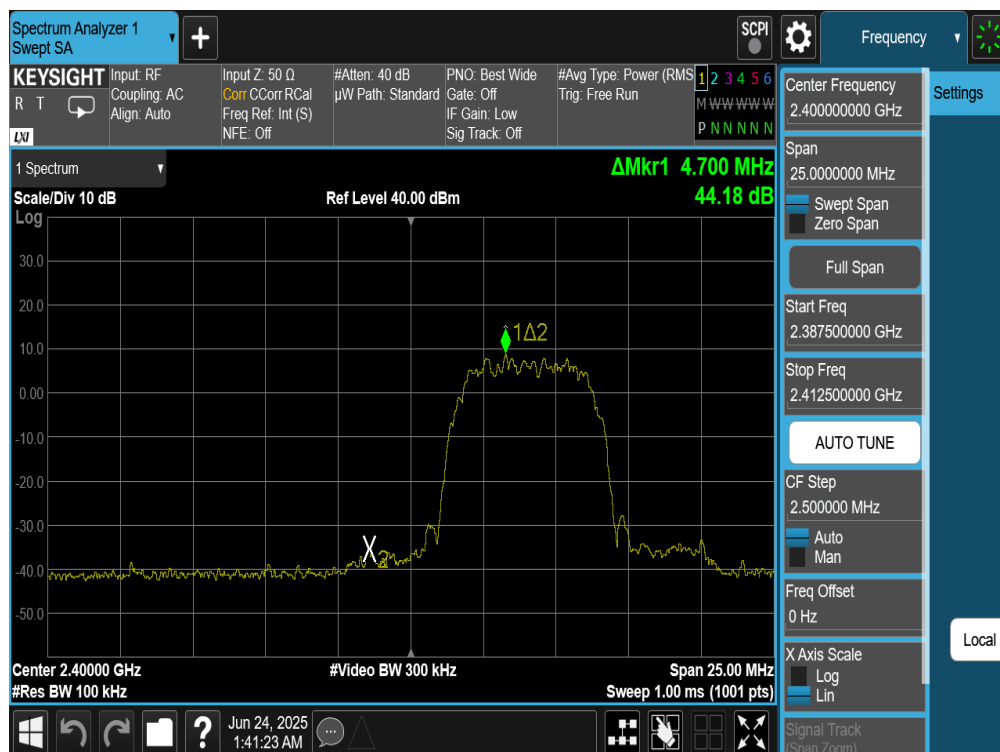 Spectrum Analyzer 1
Swept SA
+
SCPI
Frequency
KEYSIGHT
R T
LXI
Input: RF
Coupling: AC
Align: Auto
Input Z: 50 Ω
Corr CCorr RCal
Freq Ref: Int (S)
NFE: Off
#Atten: 40 dB
µW Path: Standard
PNO: Best Wide
Gate: Off
IF Gain: Low
Sig Track: Off
#Avg Type: Power (RMS
Trig: Free Run
1 2 3 4 5 6
M W W W W W
P N N N N N
1 Spectrum
ΔMkr1 4.700 MHz
44.18 dB
Scale/Div 10 dB
Ref Level 40.00 dBm
Log
30.0
20.0
10.0
0.00
-10.0
-20.0
-30.0
-40.0
-50.0
1Δ2
X2
Center 2.40000 GHz
#Video BW 300 kHz
Span 25.00 MHz
#Res BW 100 kHz
Sweep 1.00 ms (1001 pts)
?
Jun 24, 2025
1:41:23 AM
Settings
Center Frequency
2.400000000 GHz
Span
25.0000000 MHz
Swept Span
Zero Span
Full Span
Start Freq
2.387500000 GHz
Stop Freq
2.412500000 GHz
AUTO TUNE
CF Step
2.500000 MHz
Auto
Man
Freq Offset
0 Hz
X Axis Scale
Log
Lin
Signal Track
(Span Zoom)
Local